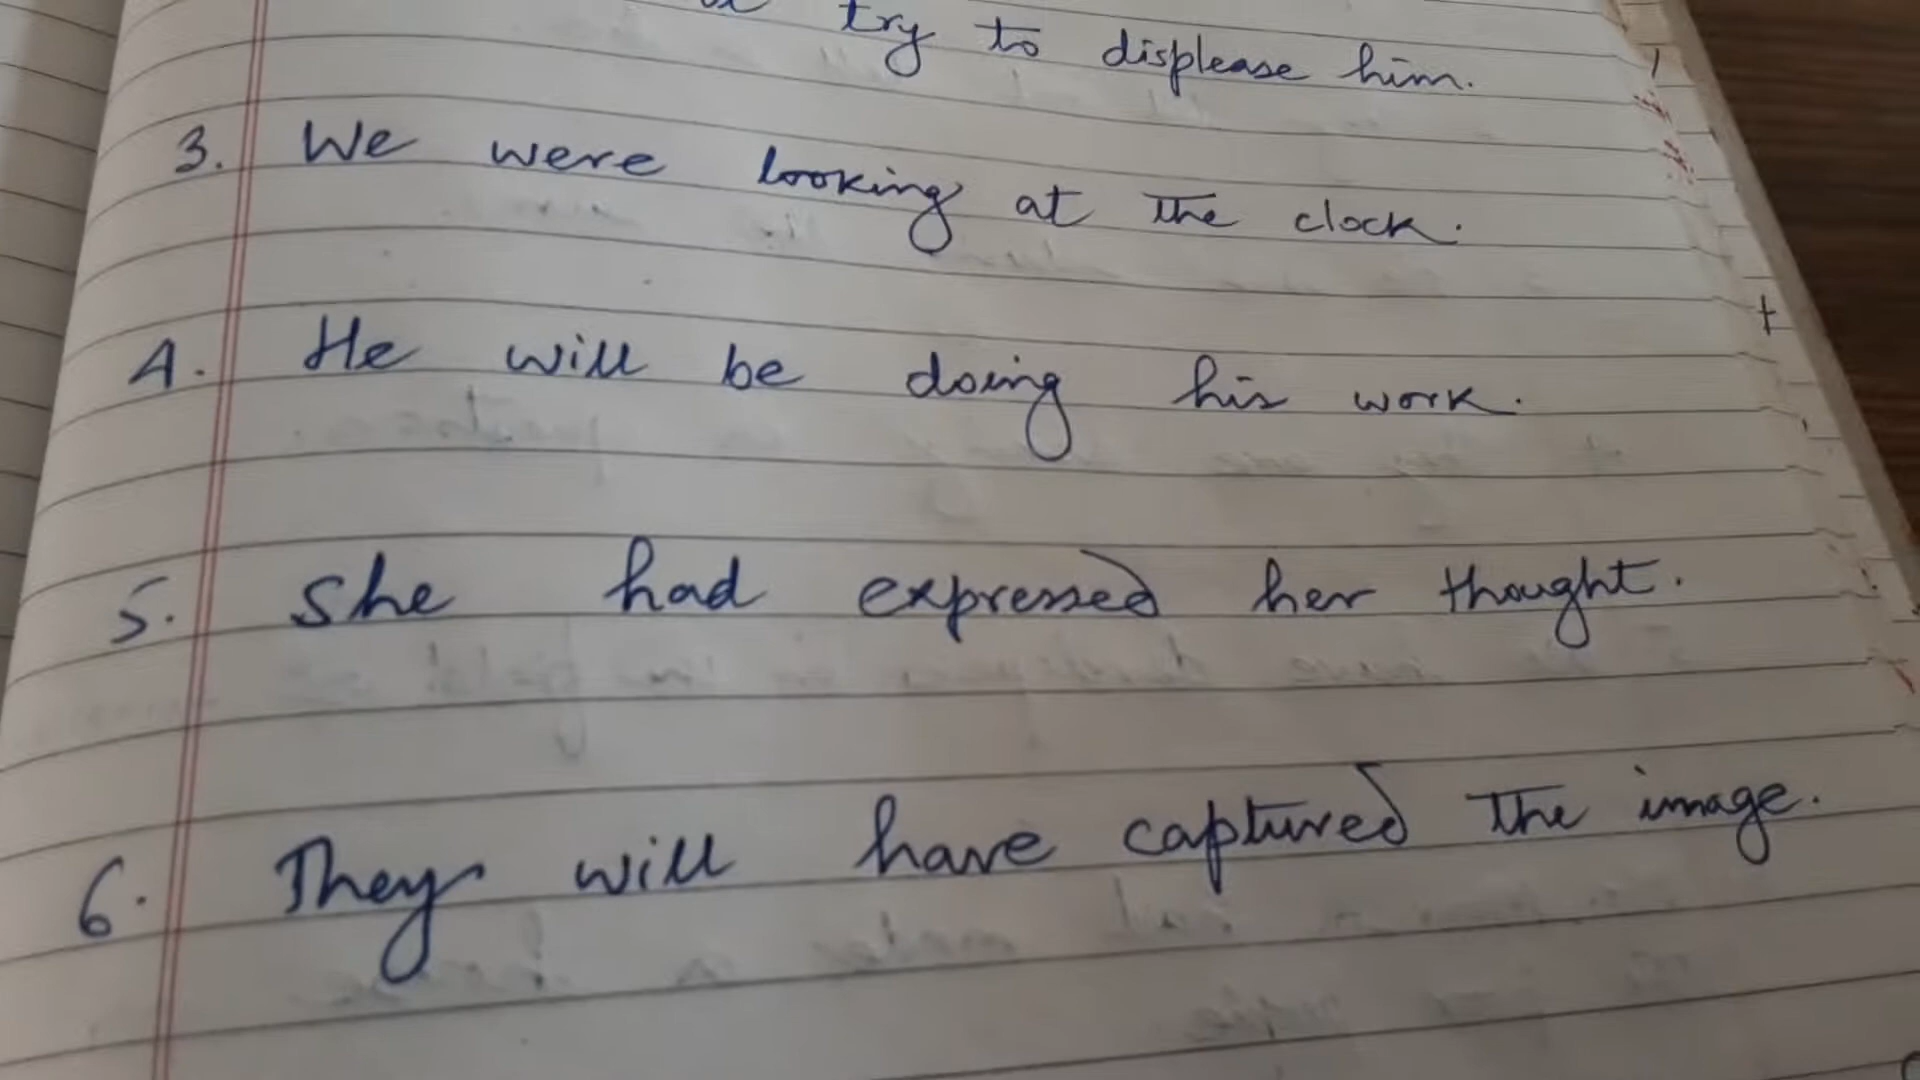 try to displease him.
3. We were looking at the clock.
4. He will be doing his work.
5. She had expressed her thought.
6. They will have captured the image.